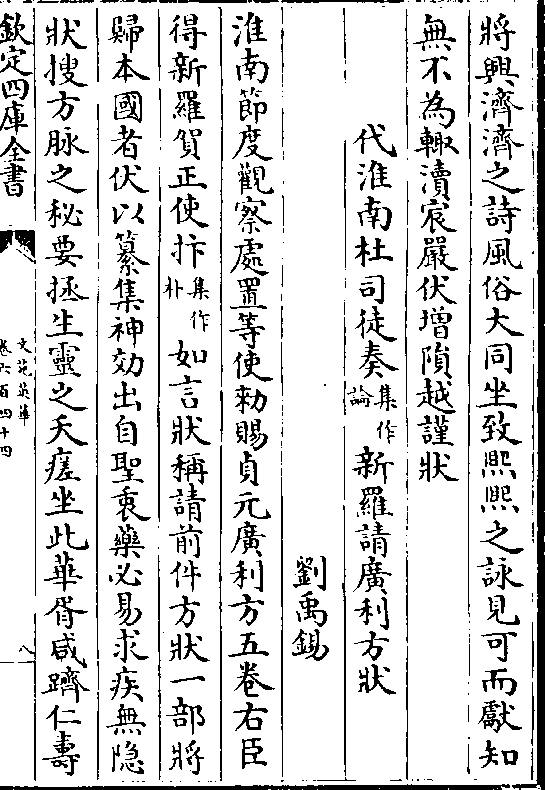 將興濟濟之詩風俗大同坐致熙熙之詠見可而獻知
無不為輙瀆宸嚴伏增隕越謹狀
代淮南杜司徒奏集作論新羅請廣利方狀
劉禹錫
淮南節度觀察處置等使勅賜貞元廣利方五卷右臣
得新羅賀正使抃集作朴如言狀稱請前件方狀一部將
歸本國者伏以纂集神効出自聖衷藥必易求疾無隐
狀搜方脉之秘要拯生靈之夭瘥坐此華胥咸躋仁壽
欽定四庫全書
文苑英華
卷六百四十四
八